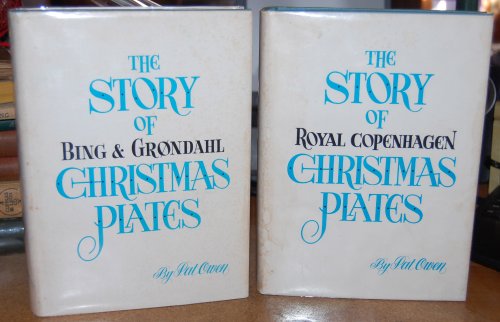 THE
STORY
OF
BING & GRØNDAHL
CHRISTMAS
PLATES
By Pat Owen
THE
STORY
OF
ROYAL COPENHAGEN
CHRISTMAS
PLATES
By Pat Owen